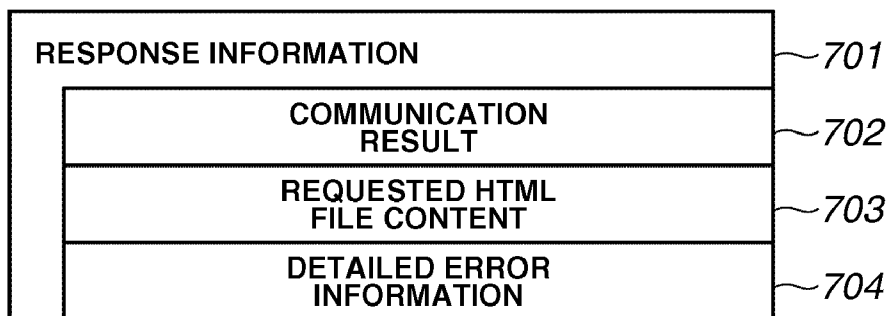 RESPONSE INFORMATION 701
COMMUNICATION
RESULT 702
REQUESTED HTML
FILE CONTENT 703
DETAILED ERROR
INFORMATION 704